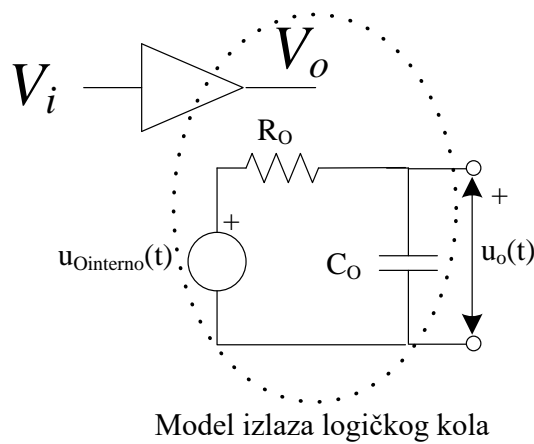 V_i
V_o
R_O
+
+
u_Ointerno(t)
C_O
u_o(t)
Model izlaza logičkog kola